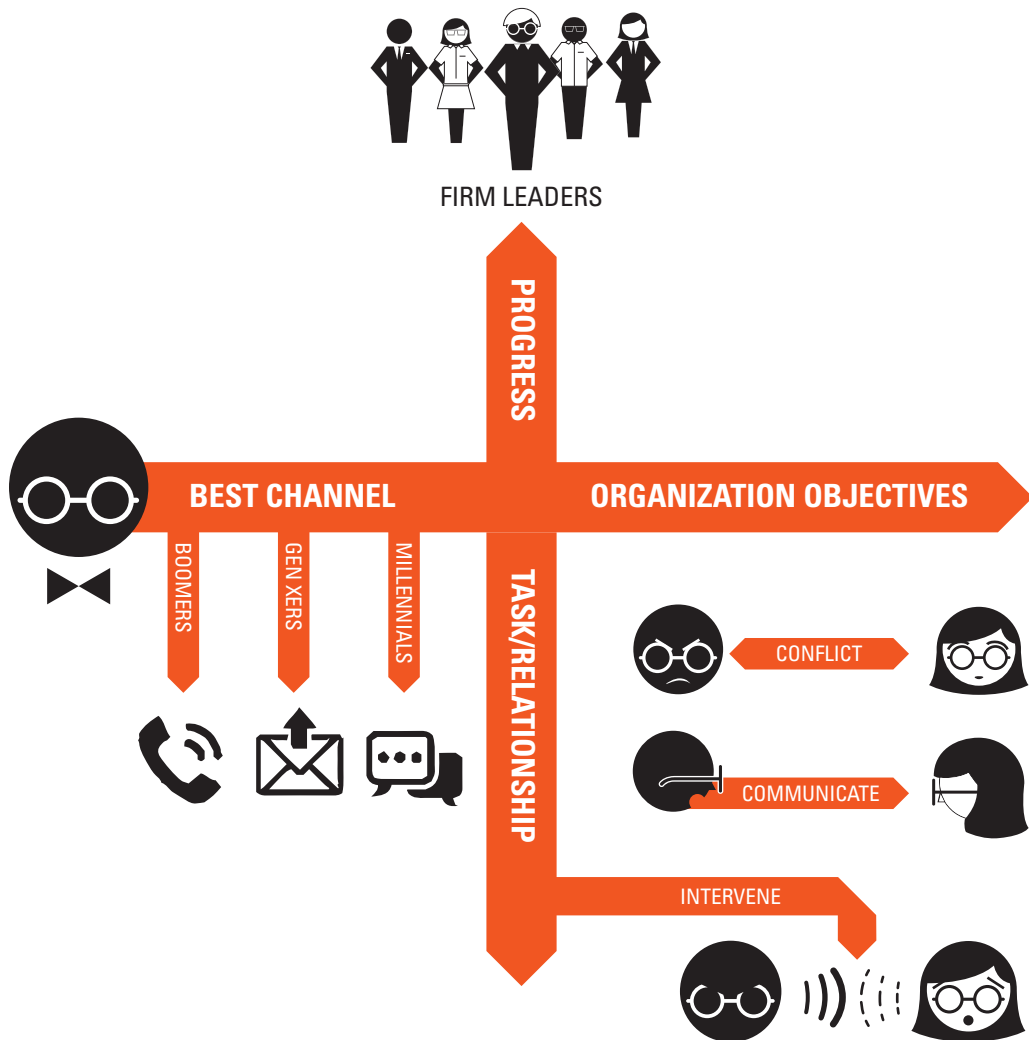 FIRM LEADERS
PROGRESS
BEST CHANNEL
ORGANIZATION OBJECTIVES
BOOMERS
GEN XERS
MILLENNIALS
TASK/RELATIONSHIP
CONFLICT
COMMUNICATE
INTERVENE